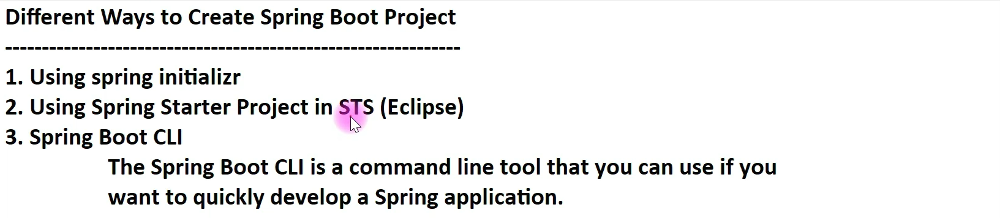 Different Ways to Create Spring Boot Project
--------------------------------------------------------------
1. Using spring initializr
2. Using Spring Starter Project in STS (Eclipse)
3. Spring Boot CLI
The Spring Boot CLI is a command line tool that you can use if you
want to quickly develop a Spring application.